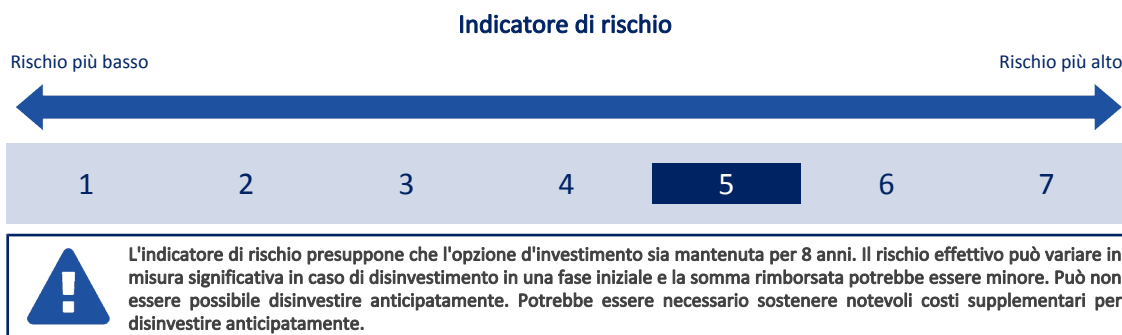 Indicatore di rischio
Rischio più basso
Rischio più alto
1 2 3 4 5 6 7
L'indicatore di rischio presuppone che l'opzione d'investimento sia mantenuta per 8 anni. Il rischio effettivo può variare in
misura significativa in caso di disinvestimento in una fase iniziale e la somma rimborsata potrebbe essere minore. Può non
essere possibile disinvestire anticipatamente. Potrebbe essere necessario sostenere notevoli costi supplementari per
disinvestire anticipatamente.